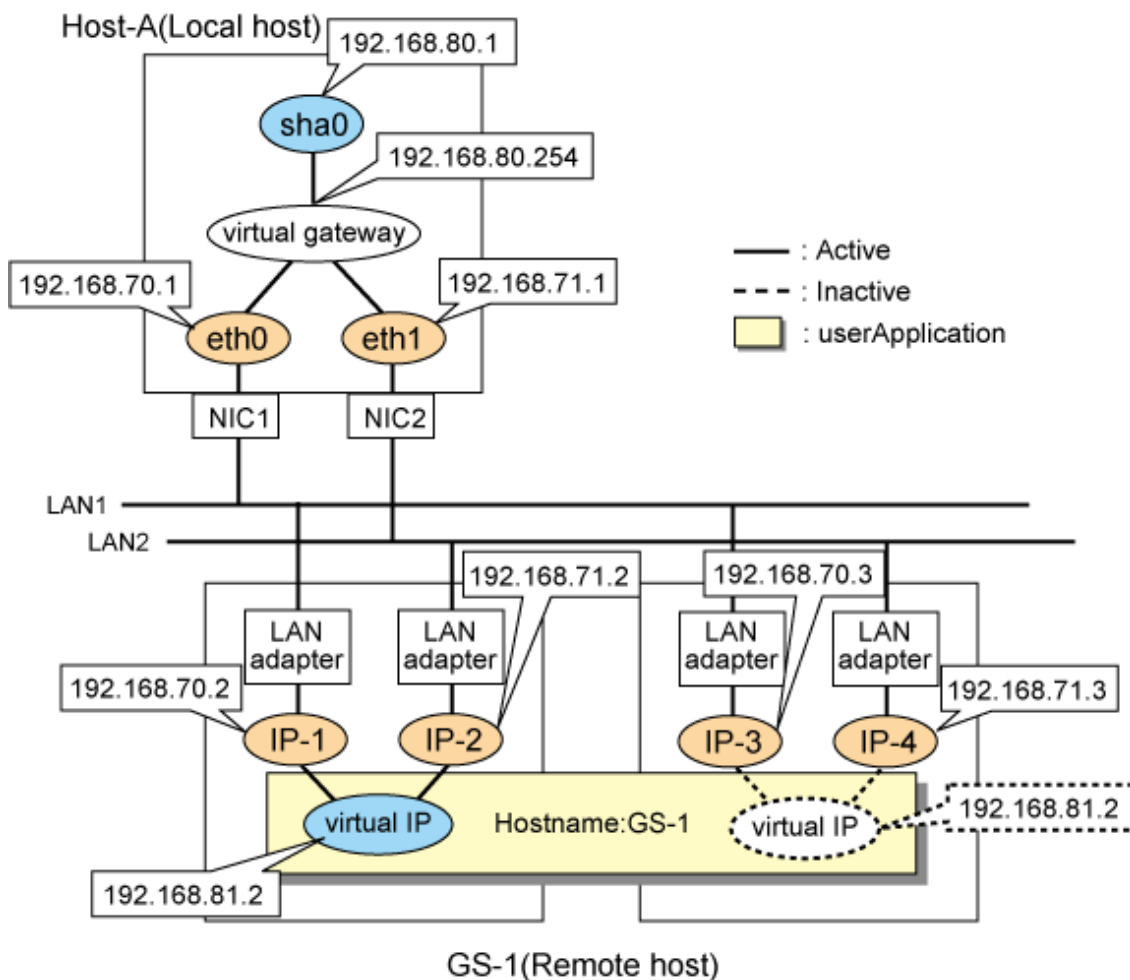 Host-A(Local host)
192.168.80.1
sha0
192.168.80.254
virtual gateway
192.168.70.1
192.168.71.1
eth0
eth1
NIC1
NIC2
: Active
: Inactive
: userApplication
LAN1
LAN2
192.168.71.2
192.168.70.3
LAN
adapter
LAN
adapter
LAN
adapter
LAN
adapter
192.168.70.2
192.168.71.3
IP-1
IP-2
IP-3
IP-4
virtual IP
Hostname:GS-1
virtual IP
192.168.81.2
192.168.81.2
GS-1(Remote host)